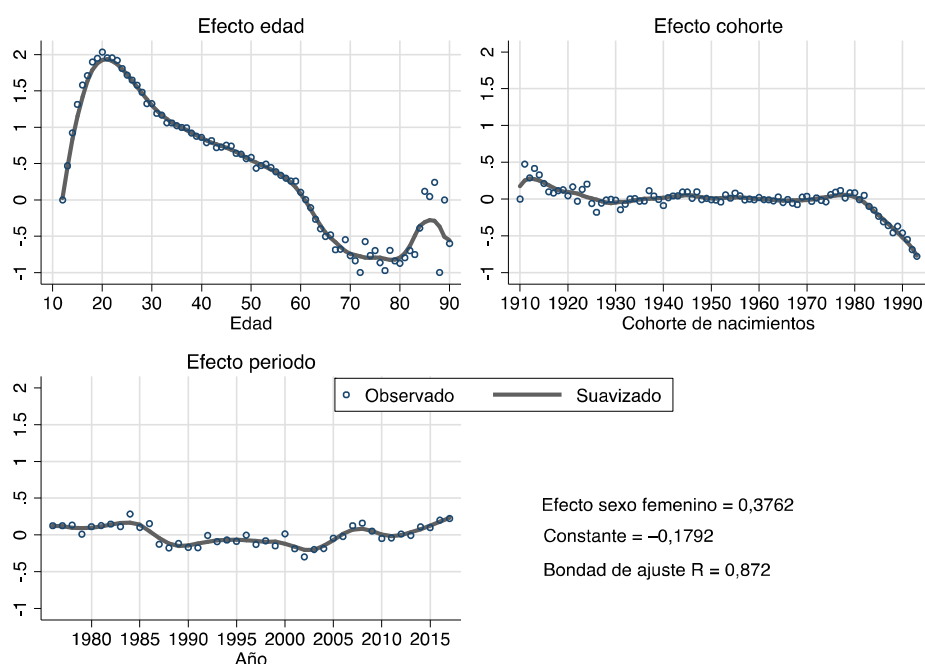 Efecto edad
2
1.5
1
.5
0
-.5
-1
10 20 30 40 50 60 70 80 90
Edad
Efecto cohorte
2
1.5
1
.5
0
-.5
-1
1910 1920 1930 1940 1950 1960 1970 1980 1990
Cohorte de nacimientos
Efecto periodo
2
1.5
1
.5
0
-.5
-1
1980 1985 1990 1995 2000 2005 2010 2015
Año
Observado Suavizado
Efecto sexo femenino = 0,3762
Constante = –0,1792
Bondad de ajuste R = 0,872